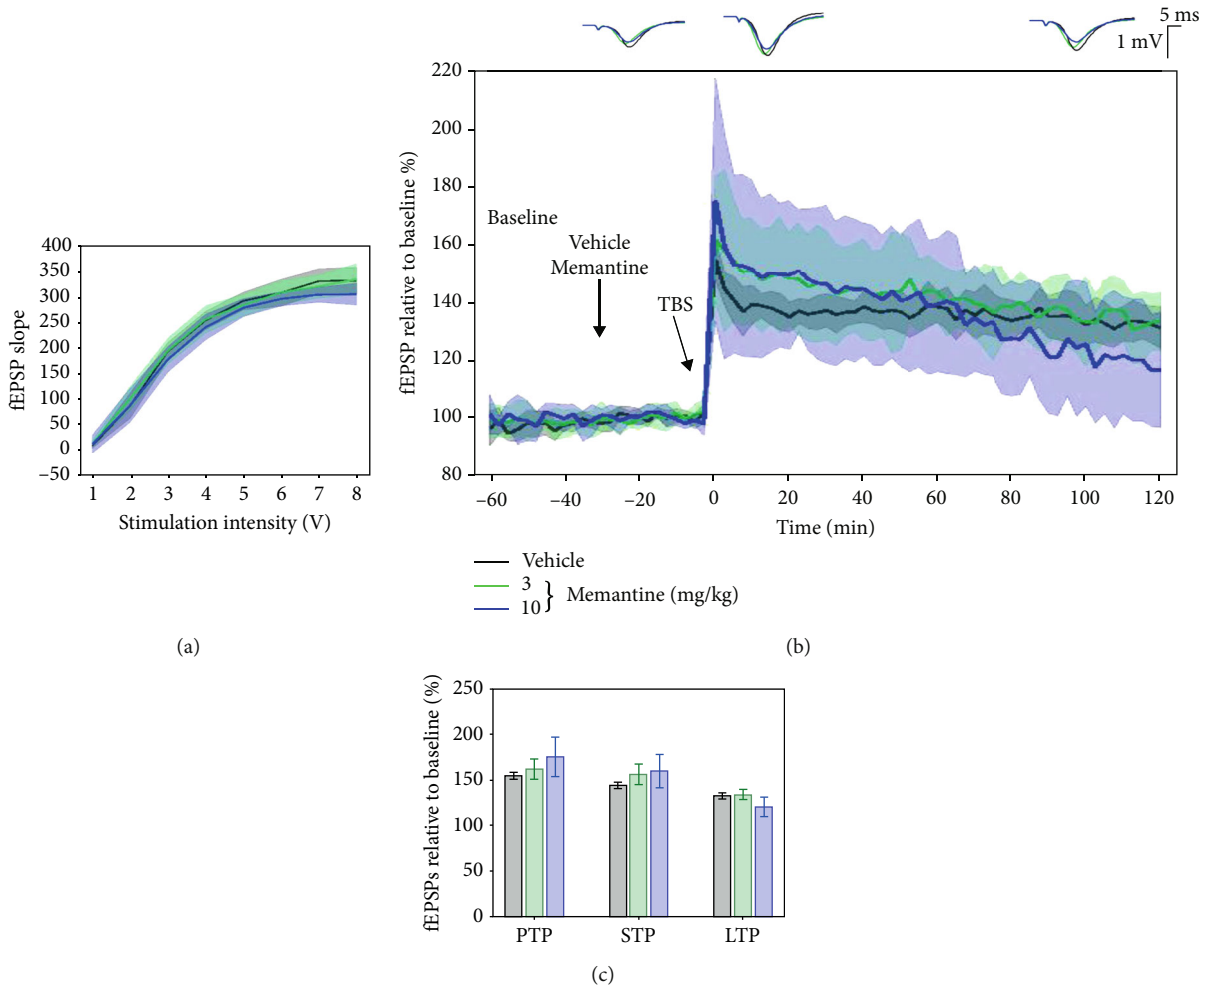 5 ms
1 mV
fEPSP slope
400
350
300
250
200
150
100
50
0
–50
1 2 3 4 5 6 7 8
Stimulation intensity (V)
(a)
fEPSP relative to baseline %)
220
200
180
160
140
120
100
80
Baseline
Vehicle
Memantine
TBS
–60 –40 –20 0 20 40 60 80 100 120
Time (min)
Vehicle
3
10
} Memantine (mg/kg)
(b)
fEPSPs relative to baseline (%)
250
200
150
100
50
0
PTP STP LTP
(c)